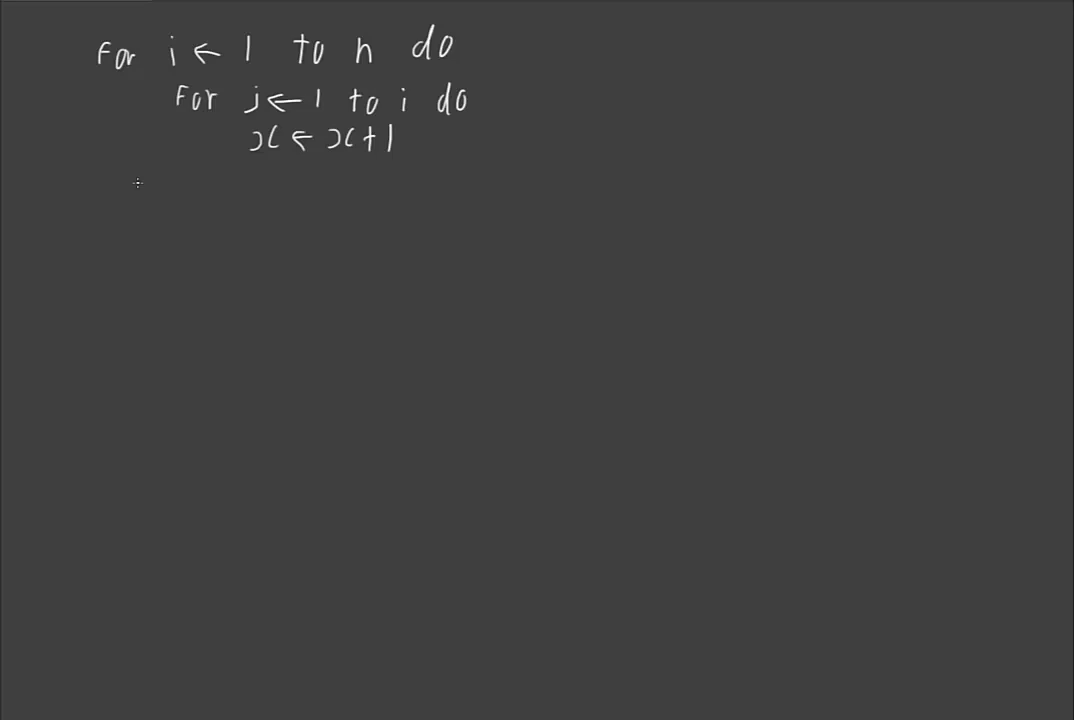 For i ← 1 to n do
For j ← 1 to i do
x ← x+1